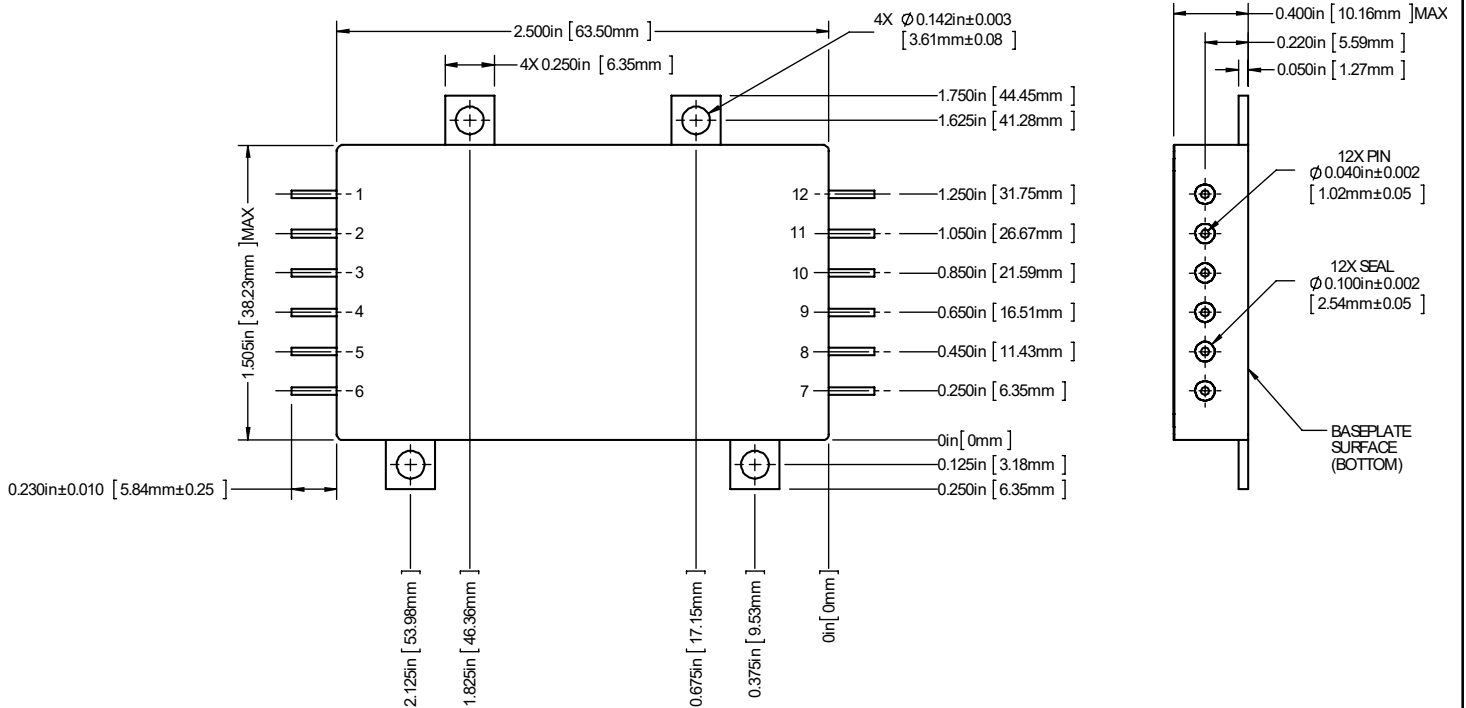 2.500in [ 63.50mm ]
4X 0.250in [ 6.35mm ]
4X Ø 0.142in±0.003
[ 3.61mm±0.08 ]
1.750in [ 44.45mm ]
1.625in [ 41.28mm ]
1.505in [ 38.23mm ]MAX
1
2
3
4
5
6
12
11
10
9
8
7
1.250in [ 31.75mm ]
1.050in [ 26.67mm ]
0.850in [ 21.59mm ]
0.650in [ 16.51mm ]
0.450in [ 11.43mm ]
0.250in [ 6.35mm ]
0in[ 0mm ]
0.125in [ 3.18mm ]
0.250in [ 6.35mm ]
0.230in±0.010 [ 5.84mm±0.25 ]
2.125in [ 53.98mm ]
1.825in [ 46.36mm ]
0.675in [ 17.15mm ]
0.375in [ 9.53mm ]
0in[ 0mm ]
0.400in [ 10.16mm ]MAX
0.220in [ 5.59mm ]
0.050in [ 1.27mm ]
12X PIN
Ø 0.040in±0.002
[ 1.02mm±0.05 ]
12X SEAL
Ø 0.100in±0.002
[ 2.54mm±0.05 ]
BASEPLATE
SURFACE
(BOTTOM)